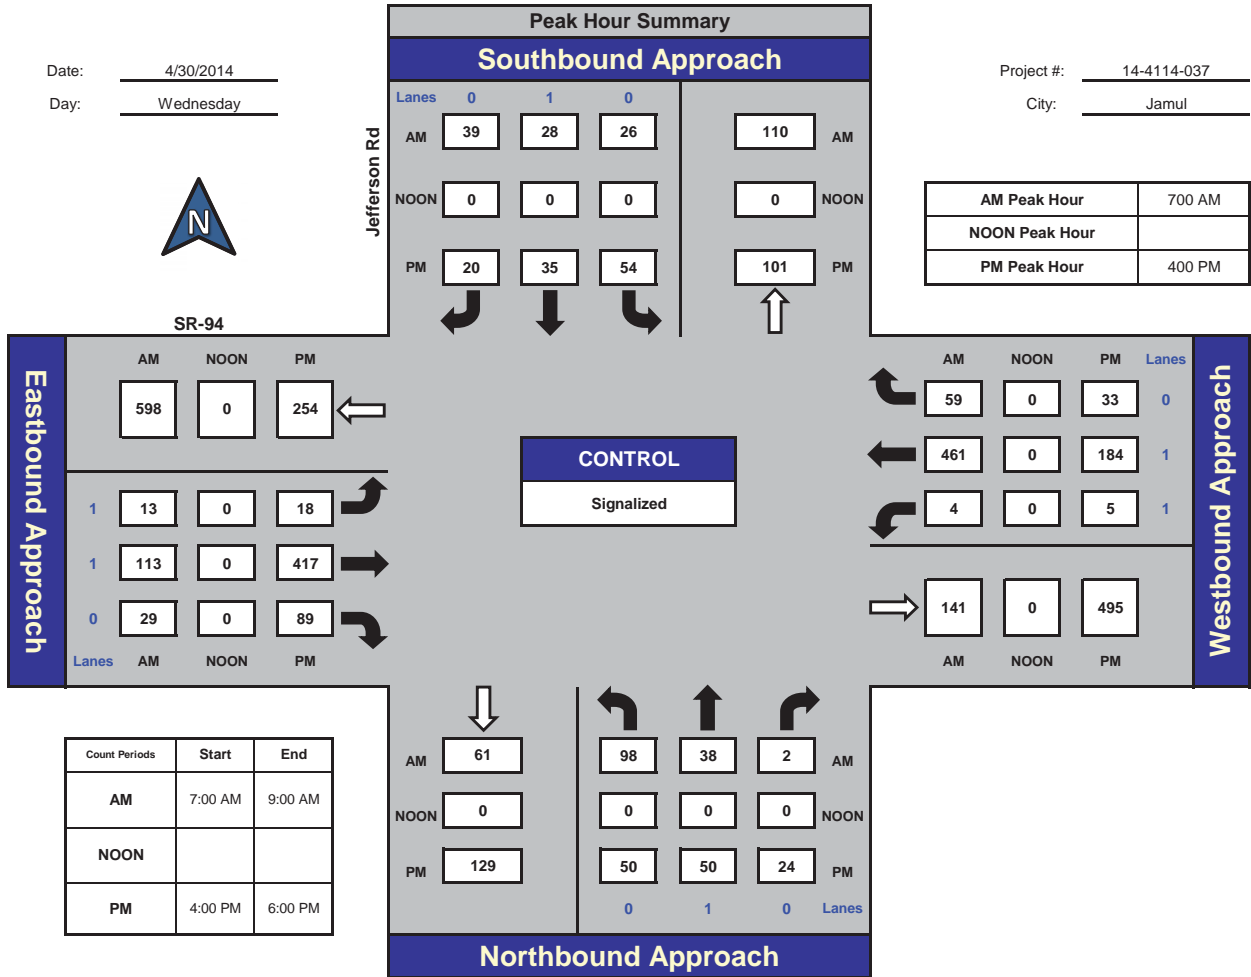 Peak Hour Summary
Southbound Approach
Date: 4/30/2014
Day: Wednesday
Project #: 14-4114-037
City: Jamul
N
Jefferson Rd
Lanes 0 1 0
AM 39 28 26 110 AM
NOON 0 0 0 0 NOON
PM 20 35 54 101 PM
AM Peak Hour 700 AM
NOON Peak Hour
PM Peak Hour 400 PM
SR-94
Eastbound Approach
AM NOON PM
598 0 254
1 13 0 18
1 113 0 417
0 29 0 89
Lanes AM NOON PM
CONTROL
Signalized
AM NOON PM Lanes
59 0 33 0
461 0 184 1
4 0 5 1
141 0 495
AM NOON PM
Westbound Approach
Count Periods Start End
AM 7:00 AM 9:00 AM
NOON
PM 4:00 PM 6:00 PM
AM 61 98 38 2 AM
NOON 0 0 0 0 NOON
PM 129 50 50 24 PM
0 1 0 Lanes
Northbound Approach